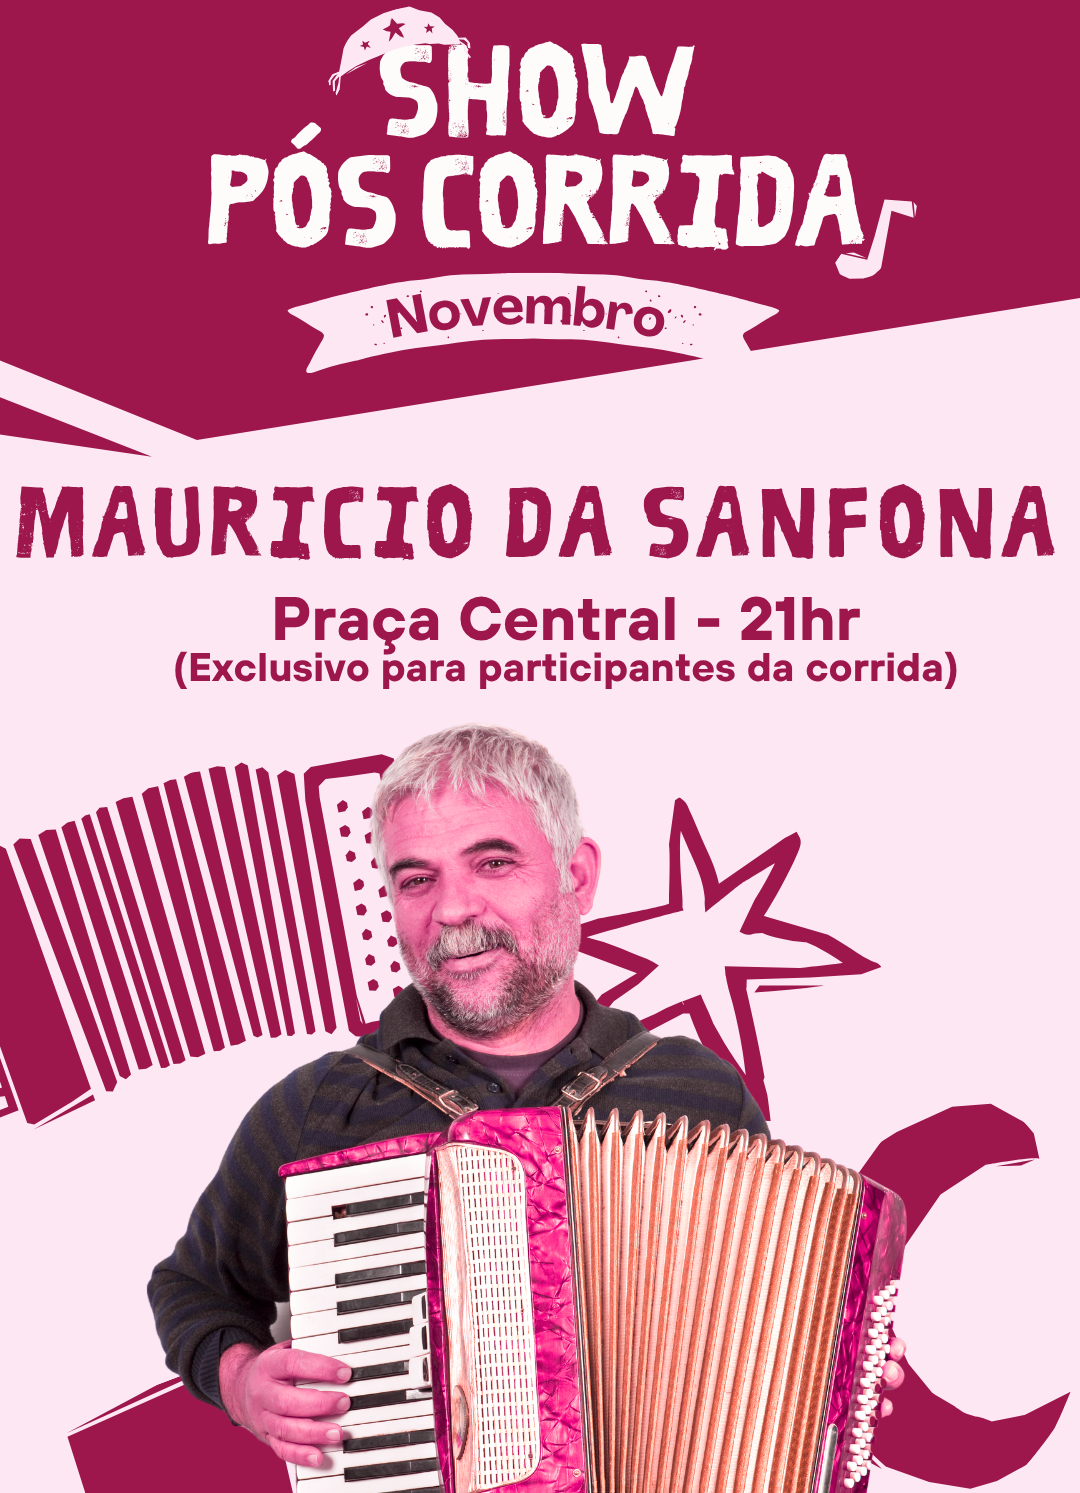 SHOW
PÓS CORRIDA
Novembro
MAURICIO DA SANFONA
Praça Central - 21hr
(Exclusivo para participantes da corrida)